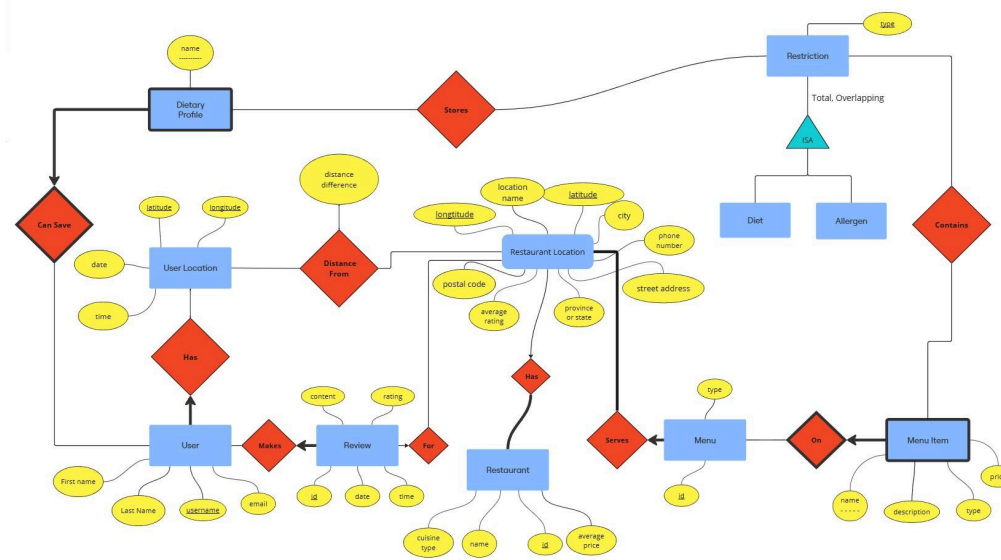 name
----------
type
Restriction
Dietary
Profile
Stores
Total, Overlapping
ISA
distance
difference
location
name
latitude
longtitude
city
latitude
longitude
Diet
Allergen
Can Save
Contains
phone
number
Restaurant Location
date
User Location
Distance
From
postal code
street address
time
average
rating
province
or state
Has
Has
content
rating
type
User
Makes
Review
For
Serves
Menu
On
Menu Item
Restaurant
First name
Last Name
username
email
id
date
time
id
name
- - - - -
description
type
pric
cuisine
type
name
id
average
price